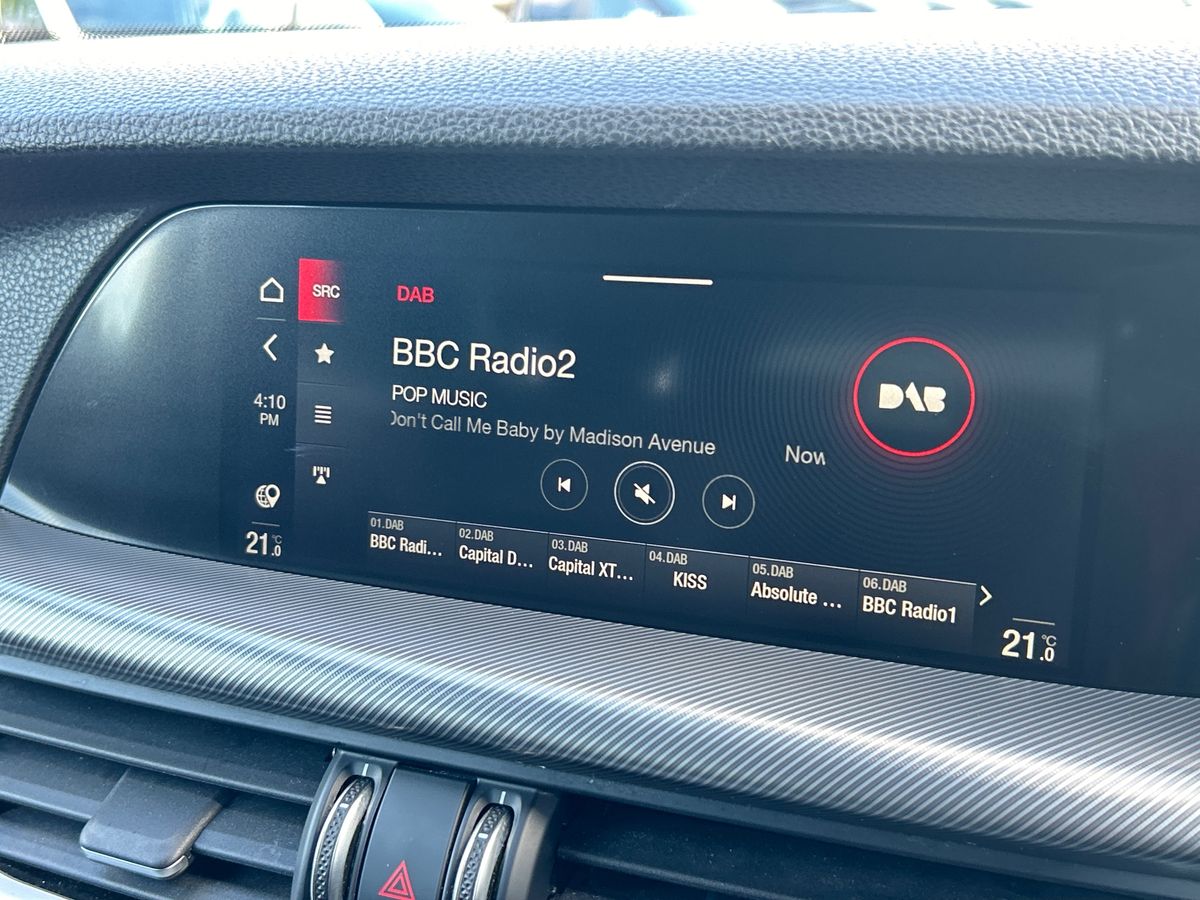 SRC
DAB
BBC Radio2
POP MUSIC
Don't Call Me Baby by Madison Avenue
Now
DAB
4:10
PM
01.DAB
BBC Radi...
02.DAB
Capital D...
03.DAB
Capital XT...
04.DAB
KISS
05.DAB
Absolute ...
06.DAB
BBC Radio1
21.0 °C
21.0 °C